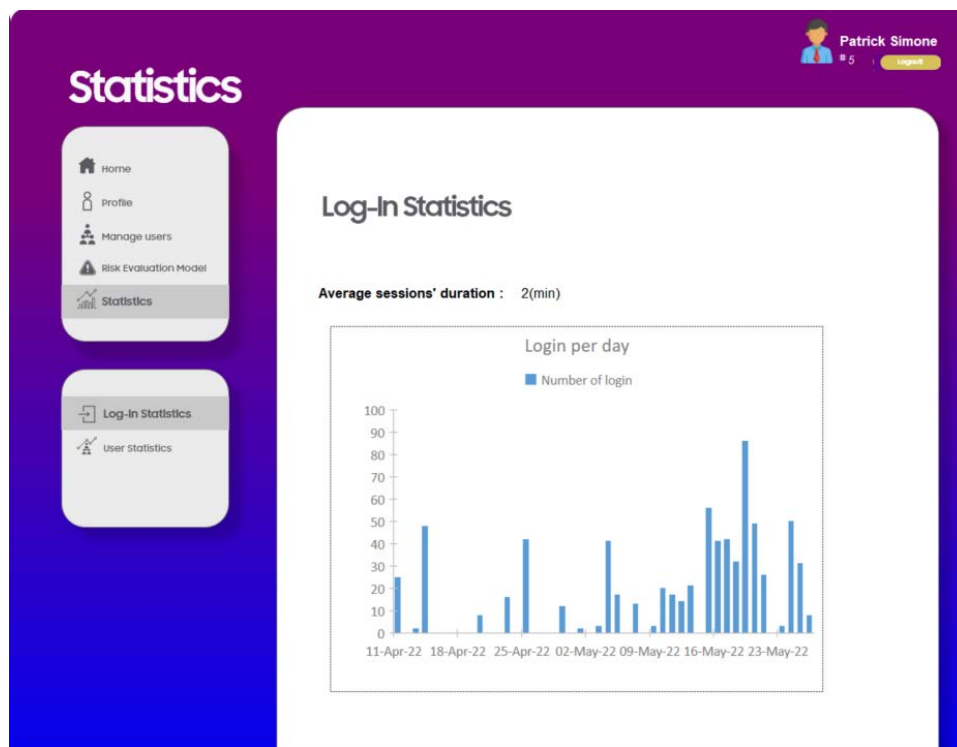 Patrick Simone
# 5
Logout
Statistics
Home
Profile
Manage users
Risk Evaluation Model
Statistics
Log-In Statistics
User Statistics
Log-In Statistics
Average sessions' duration : 2(min)
Login per day
Number of login
100
90
80
70
60
50
40
30
20
10
0
11-Apr-22 18-Apr-22 25-Apr-22 02-May-22 09-May-22 16-May-22 23-May-22